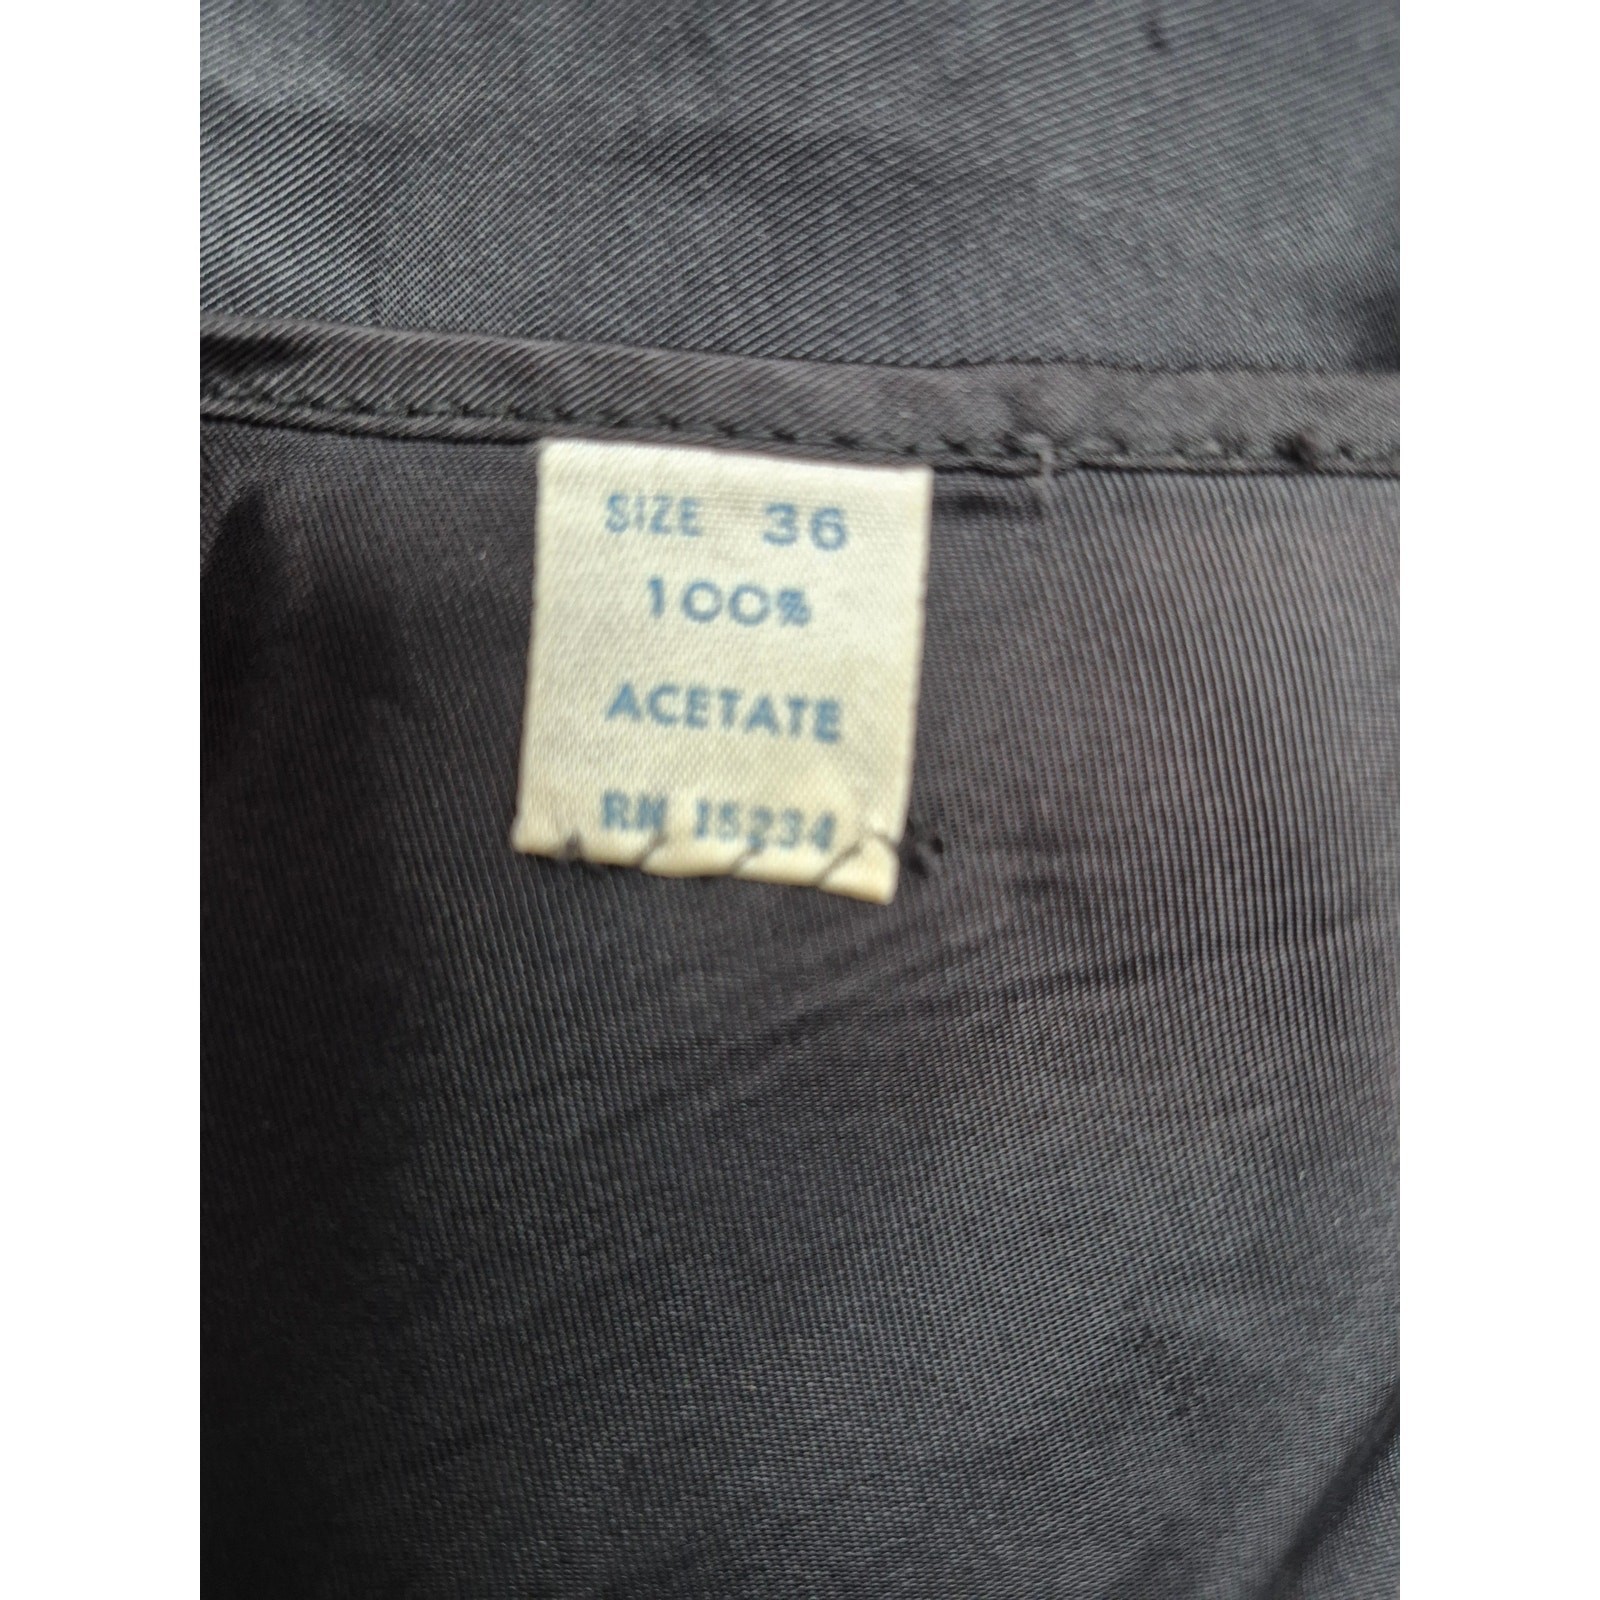 SIZE 36
100%
ACETATE
RN 15234